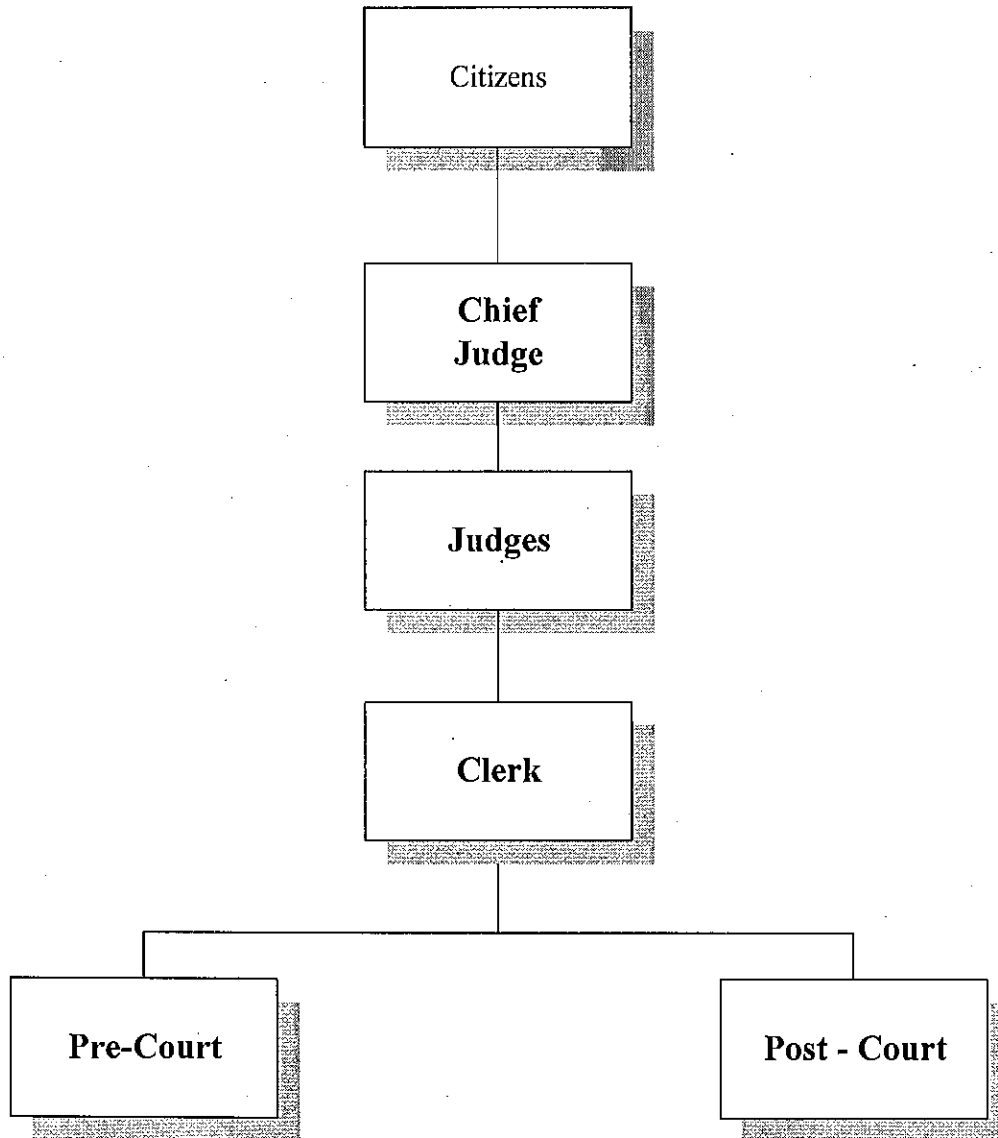 Citizens
Chief
Judge
Judges
Clerk
Pre-Court
Post - Court